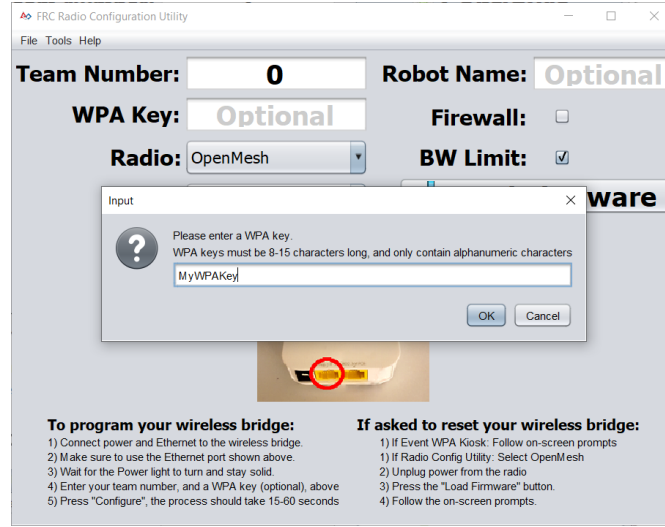 FRC Radio Configuration Utility
File Tools Help
Team Number: 0 Robot Name: Optional
WPA Key: Optional Firewall:
Radio: OpenMesh BW Limit:
Input
ware
Please enter a WPA key.
WPA keys must be 8-15 characters long, and only contain alphanumeric characters
MyWPAKey
OK Cancel
To program your wireless bridge:
1) Connect power and Ethernet to the wireless bridge.
2) Make sure to use the Ethernet port shown above.
3) Wait for the Power light to turn and stay solid.
4) Enter your team number, and a WPA key (optional), above
5) Press "Configure", the process should take 15-60 seconds
If asked to reset your wireless bridge:
1) If Event WPA Kiosk: Follow on-screen prompts
1) If Radio Config Utility: Select OpenMesh
2) Unplug power from the radio
3) Press the "Load Firmware" button.
4) Follow the on-screen prompts.